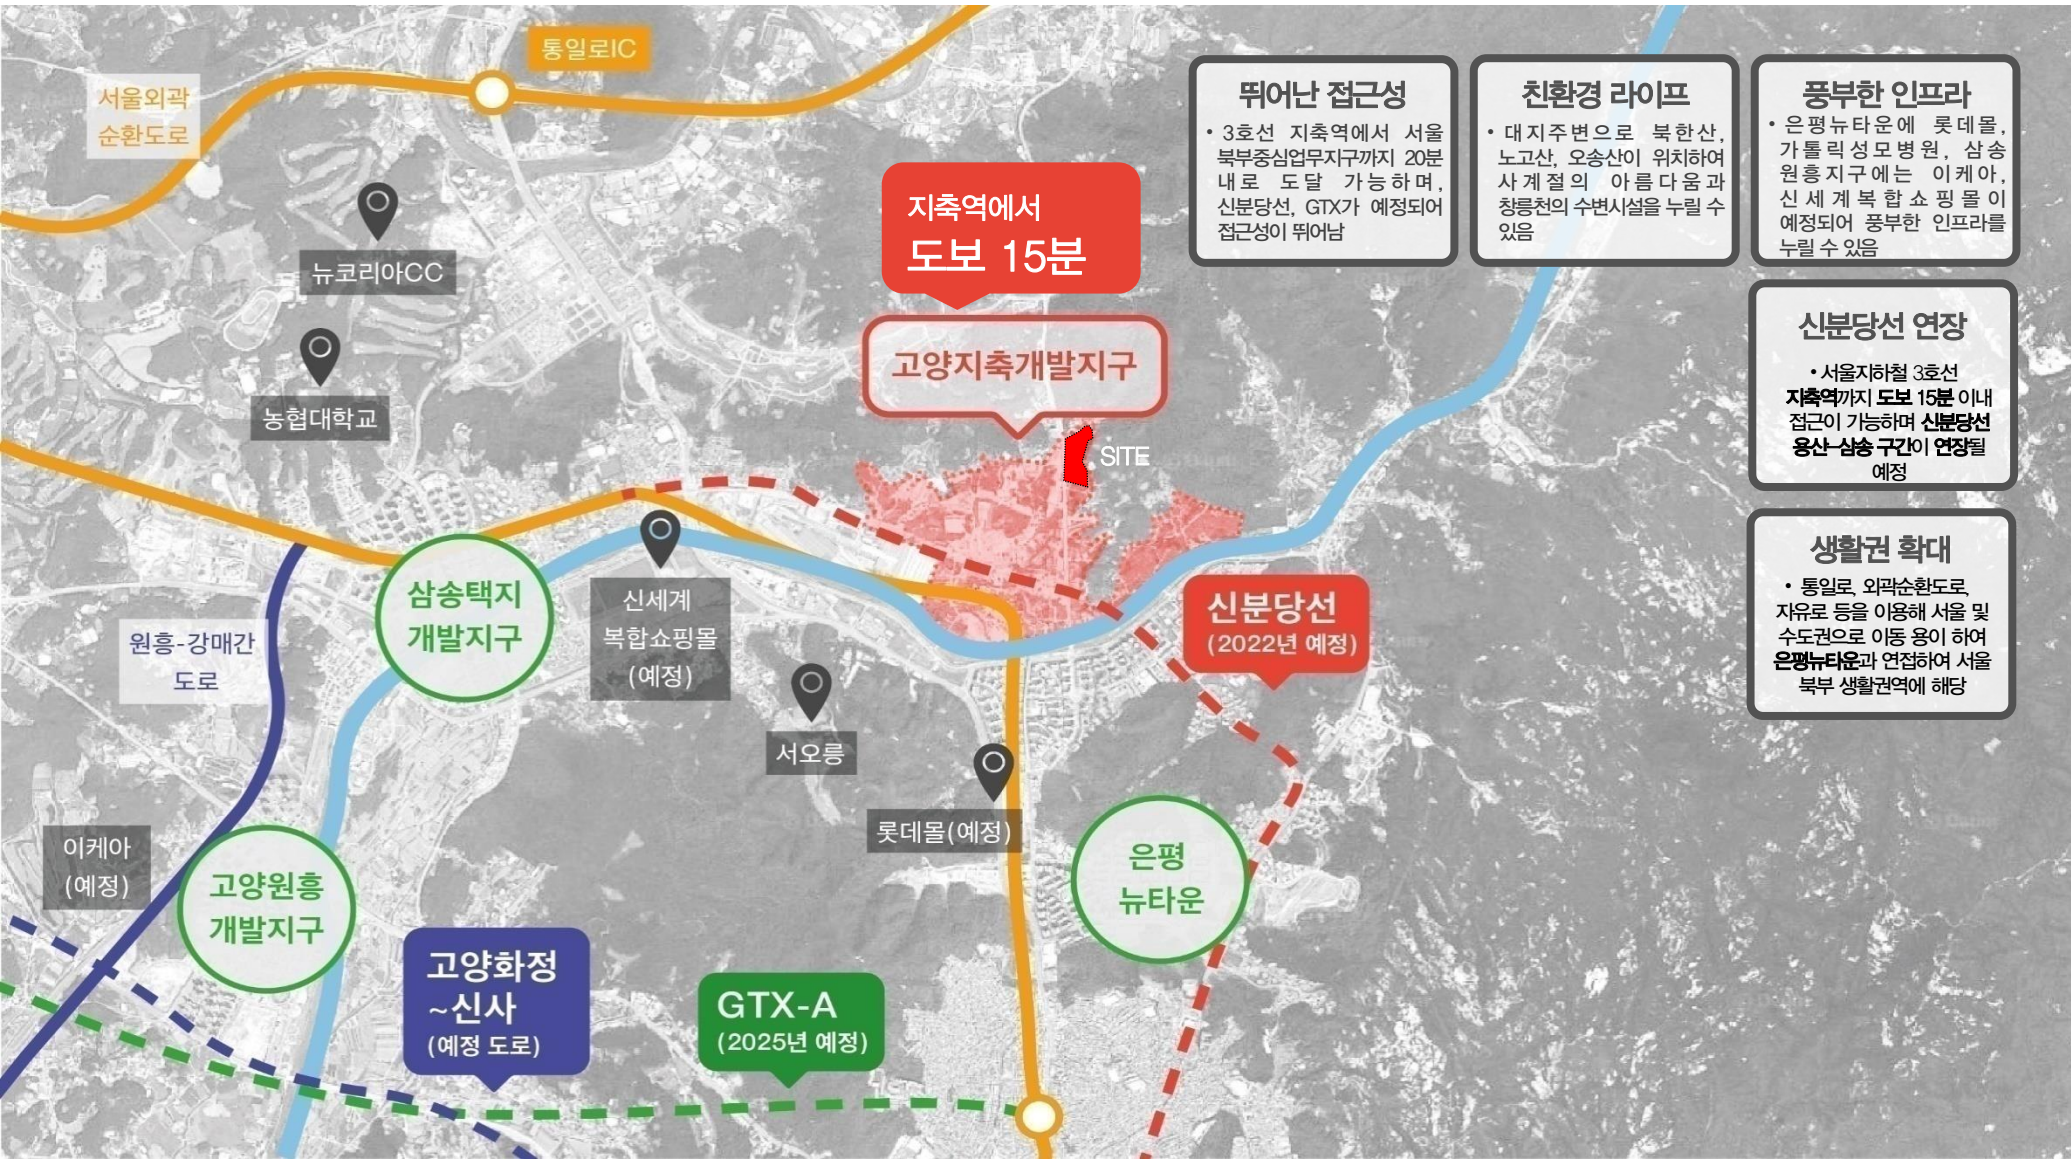 통일로IC
서울외곽
순환도로
뉴코리아CC
농협대학교
지축역에서
도보 15분
고양지축개발지구
SITE
뛰어난 접근성
• 3호선 지축역에서 서울
북부중심업무지구까지 20분
내로 도달 가능하며,
신분당선, GTX가 예정되어
접근성이 뛰어남
친환경 라이프
• 대지주변으로 북한산,
노고산, 오송산이 위치하여
사계절의 아름다움과
창릉천의 수변시설을 누릴 수
있음
풍부한 인프라
• 은평뉴타운에 롯데몰,
가톨릭성모병원, 삼송
원흥지구에는 이케아,
신세계복합쇼핑몰이
예정되어 풍부한 인프라를
누릴 수 있음
신분당선 연장
• 서울지하철 3호선
지축역까지 도보 15분 이내
접근이 가능하며 신분당선
용산-삼송 구간이 연장될
예정
생활권 확대
• 통일로, 외곽순환도로,
자유로 등을 이용해 서울 및
수도권으로 이동 용이 하여
은평뉴타운과 연접하여 서울
북부 생활권역에 해당
삼송택지
개발지구
원흥-강매간
도로
신세계
복합쇼핑몰
(예정)
서오릉
신분당선
(2022년 예정)
롯데몰(예정)
은평
뉴타운
이케아
(예정)
고양원흥
개발지구
고양화정
~신사
(예정 도로)
GTX-A
(2025년 예정)